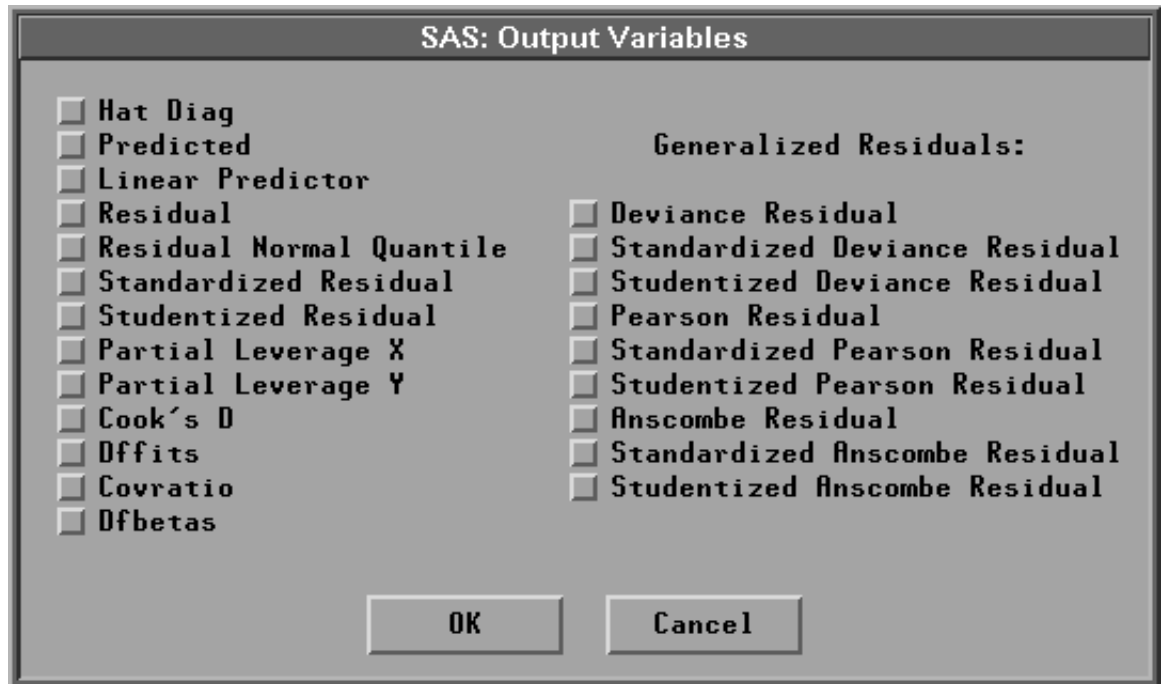 SAS: Output Variables
Hat Diag
Predicted
Linear Predictor
Residual
Residual Normal Quantile
Standardized Residual
Studentized Residual
Partial Leverage X
Partial Leverage Y
Cook´s D
Dffits
Covratio
Dfbetas
Generalized Residuals:
Deviance Residual
Standardized Deviance Residual
Studentized Deviance Residual
Pearson Residual
Standardized Pearson Residual
Studentized Pearson Residual
Anscombe Residual
Standardized Anscombe Residual
Studentized Anscombe Residual
OK
Cancel